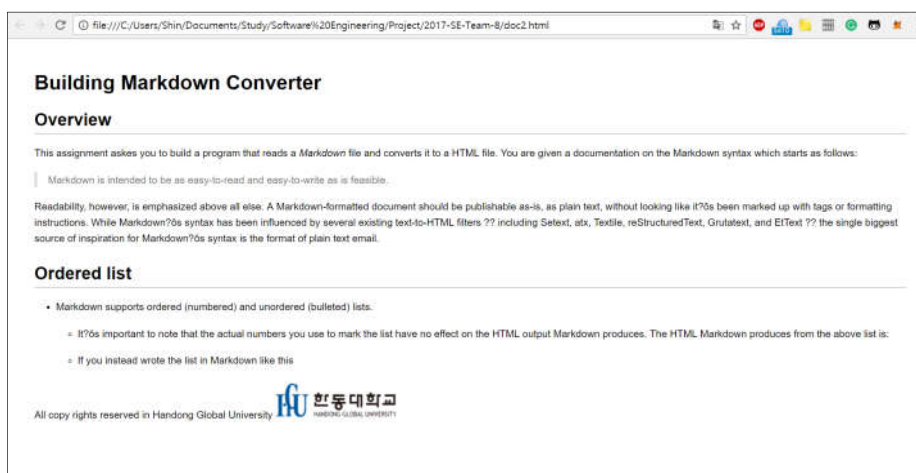 file:///C:/Users/Shin/Documents/Study/Software%20Engineering/Project/2017-SE-Team-8/doc2.html
Building Markdown Converter
Overview
This assignment askes you to build a program that reads a Markdown file and converts it to a HTML file. You are given a documentation on the Markdown syntax which starts as follows:
Markdown is intended to be as easy-to-read and easy-to-write as is feasible.
Readability, however, is emphasized above all else. A Markdown-formatted document should be publishable as-is, as plain text, without looking like it?ôs been marked up with tags or formatting
instructions. While Markdown?ôs syntax has been influenced by several existing text-to-HTML filters ?? including Setext, atx, Textile, reStructuredText, Grutatext, and EtText ?? the single biggest
source of inspiration for Markdown?ôs syntax is the format of plain text email.
Ordered list
• Markdown supports ordered (numbered) and unordered (bulleted) lists.
◦ It?ôs important to note that the actual numbers you use to mark the list have no effect on the HTML output Markdown produces. The HTML Markdown produces from the above list is:
◦ If you instead wrote the list in Markdown like this
All copy rights reserved in Handong Global University HGU 한동대학교
HANDONG GLOBAL UNIVERSITY